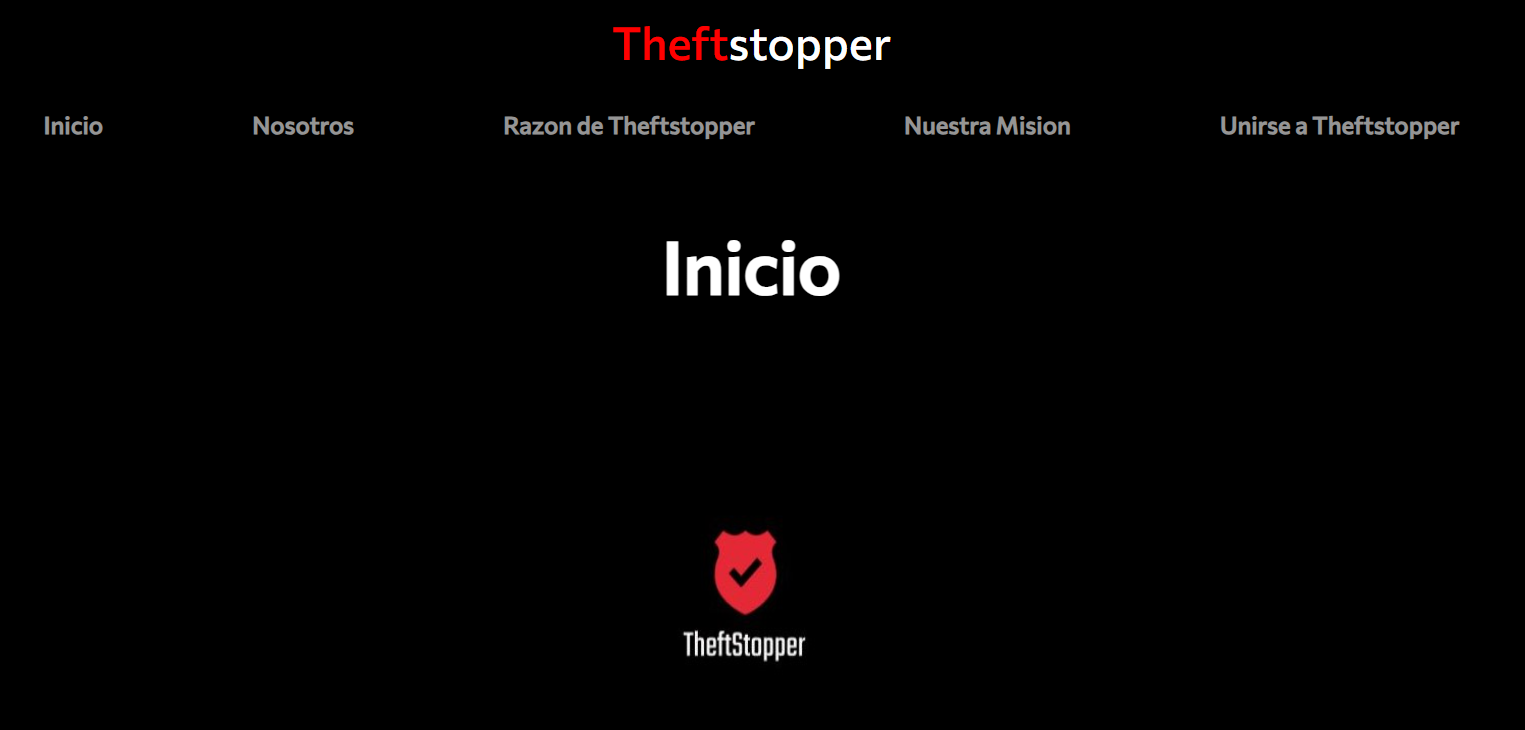 Theftstopper
Inicio Nosotros Razon de Theftstopper Nuestra Mision Unirse a Theftstopper
Inicio
TheftStopper